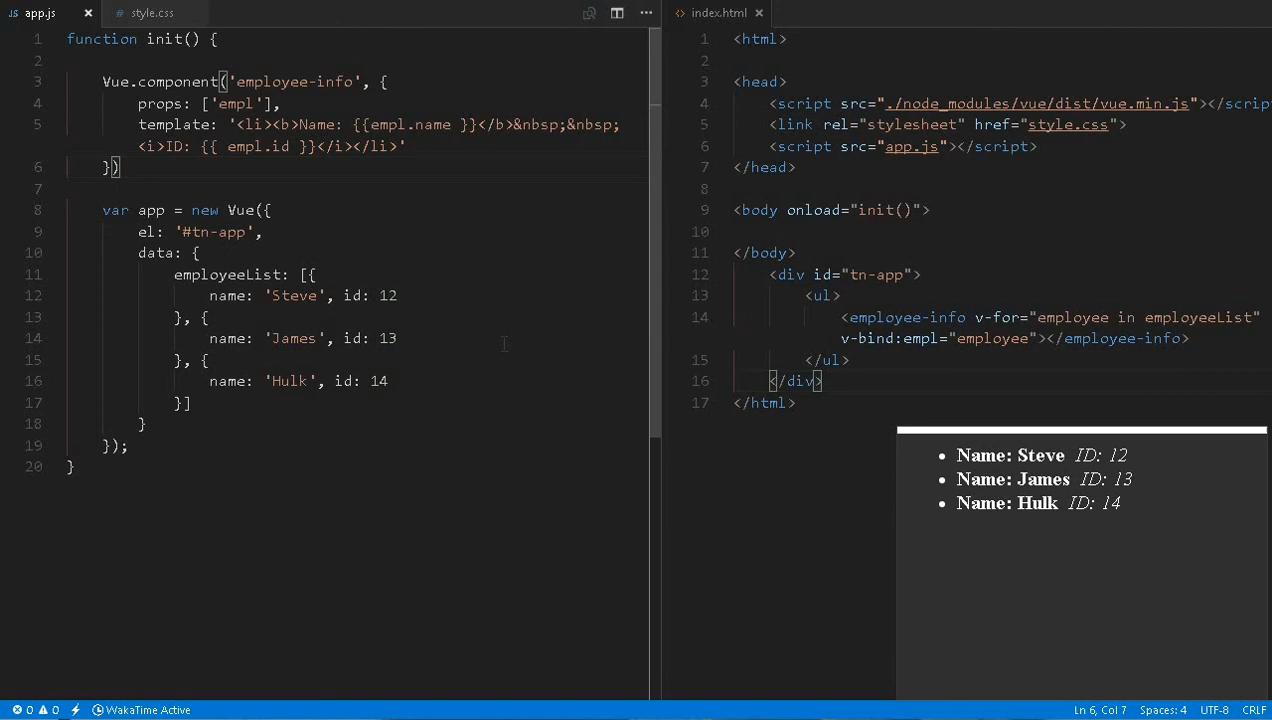 JS app.js ×
# style.css
1 function init() {
2
3 Vue.component('employee-info', {
4 props: ['empl'],
5 template: '<li><b>Name: {{empl.name }}</b>&nbsp;&nbsp;
<i>ID: {{ empl.id }}</i></li>'
6 })
7
8 var app = new Vue({
9 el: '#tn-app',
10 data: {
11 employeeList: [{
12 name: 'Steve', id: 12
13 }, {
14 name: 'James', id: 13
15 }, {
16 name: 'Hulk', id: 14
17 }]
18 }
19 });
20 }
<> index.html ×
1 <html>
2
3 <head>
4 <script src="./node_modules/vue/dist/vue.min.js"></scrip
5 <link rel="stylesheet" href="style.css">
6 <script src="app.js"></script>
7 </head>
8
9 <body onload="init()">
10
11 </body>
12 <div id="tn-app">
13 <ul>
14 <employee-info v-for="employee in employeeList"
v-bind:empl="employee"></employee-info>
15 </ul>
16 </div>
17 </html>
• Name: Steve ID: 12
• Name: James ID: 13
• Name: Hulk ID: 14
0 0 WakaTime Active
Ln 6, Col 7 Spaces: 4 UTF-8 CRLF